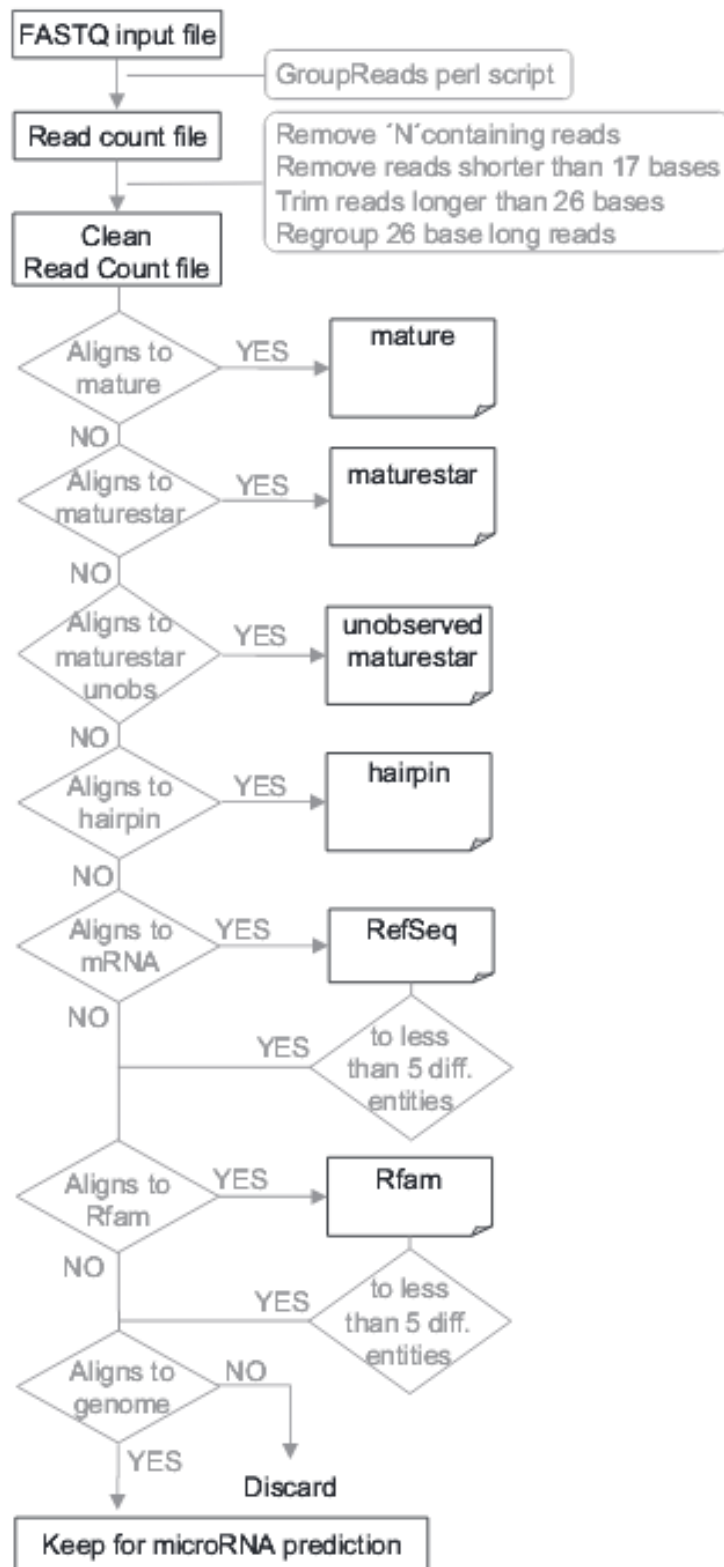 FASTQ input file
GroupReads perl script
Read count file
Remove ´N´containing reads
Remove reads shorter than 17 bases
Trim reads longer than 26 bases
Regroup 26 base long reads
Clean
Read Count file
Aligns to
mature
YES
mature
NO
Aligns to
maturestar
YES
maturestar
NO
Aligns to
maturestar
unobs
YES
unobserved
maturestar
NO
Aligns to
hairpin
YES
hairpin
NO
Aligns to
mRNA
YES
RefSeq
NO
YES
to less
than 5 diff.
entities
Aligns to
Rfam
YES
Rfam
NO
YES
to less
than 5 diff.
entities
Aligns to
genome
NO
YES
Discard
Keep for microRNA prediction